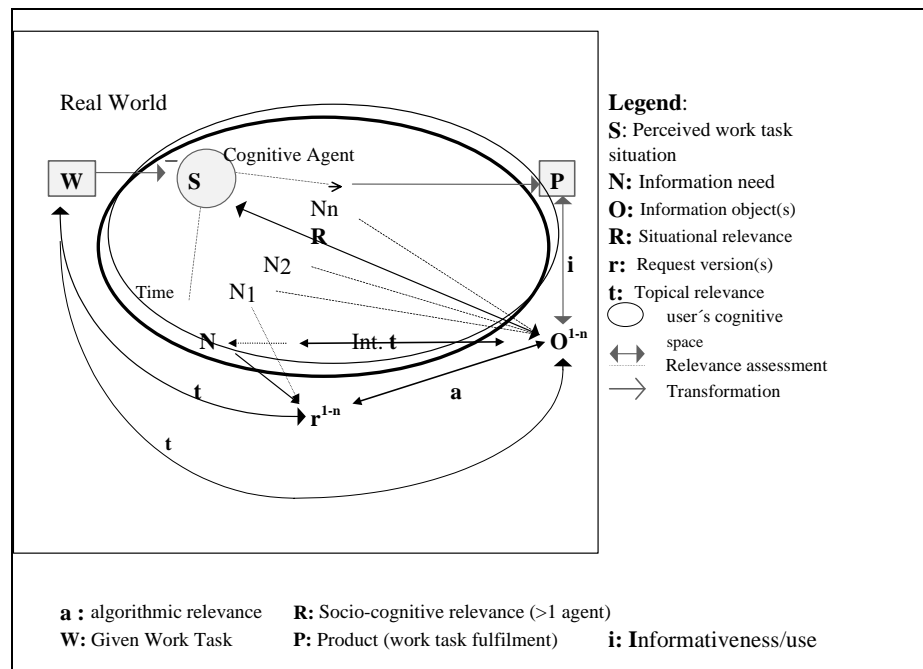 Real World
Cognitive Agent
W
S
P
Nn
R
N2
i
N1
Time
N
Int. t
O1-n
t
a
r1-n
t
Legend:
S: Perceived work task
situation
N: Information need
O: Information object(s)
R: Situational relevance
r: Request version(s)
t: Topical relevance
user´s cognitive
space
Relevance assessment
Transformation
a : algorithmic relevance
R: Socio-cognitive relevance (>1 agent)
W: Given Work Task
P: Product (work task fulfilment)
i: Informativeness/use